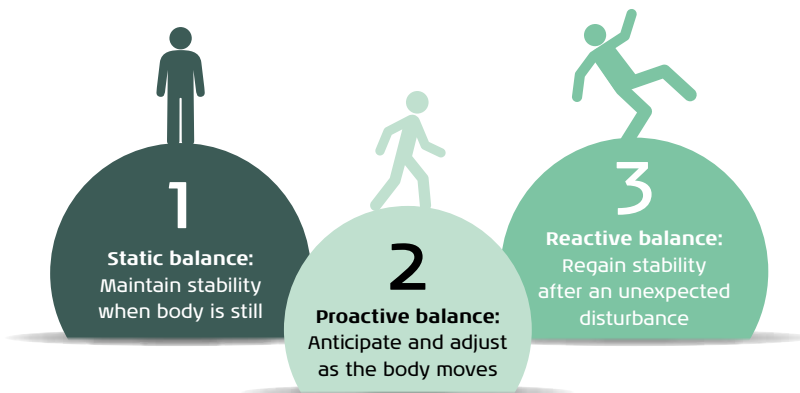 1
Static balance:
Maintain stability
when body is still
2
Proactive balance:
Anticipate and adjust
as the body moves
3
Reactive balance:
Regain stability
after an unexpected
disturbance